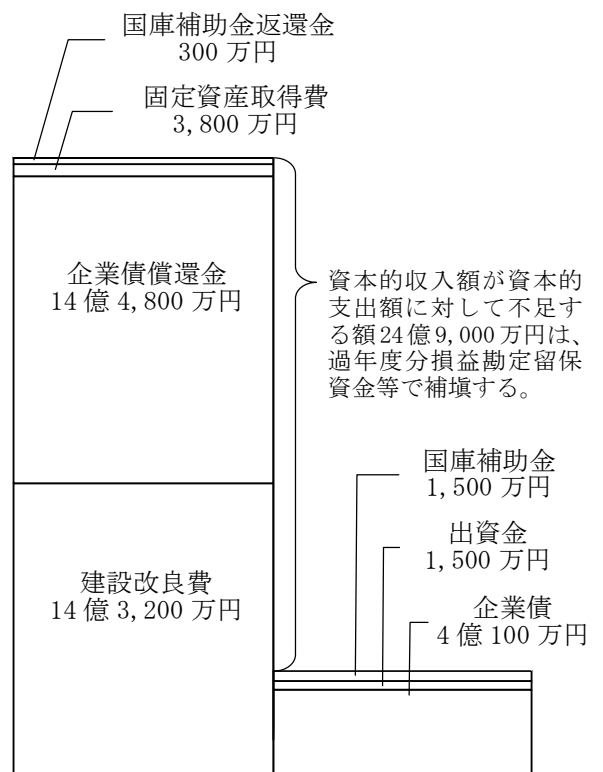 国庫補助金返還金
300 万円
固定資産取得費
3,800 万円
企業債償還金
14 億 4,800 万円
資本的収入額が資本的
支出額に対して不足す
る額24億9,000万円は、
過年度分損益勘定留保
資金等で補塡する。
国庫補助金
1,500 万円
出資金
1,500 万円
建設改良費
14 億 3,200 万円
企業債
4 億 100 万円